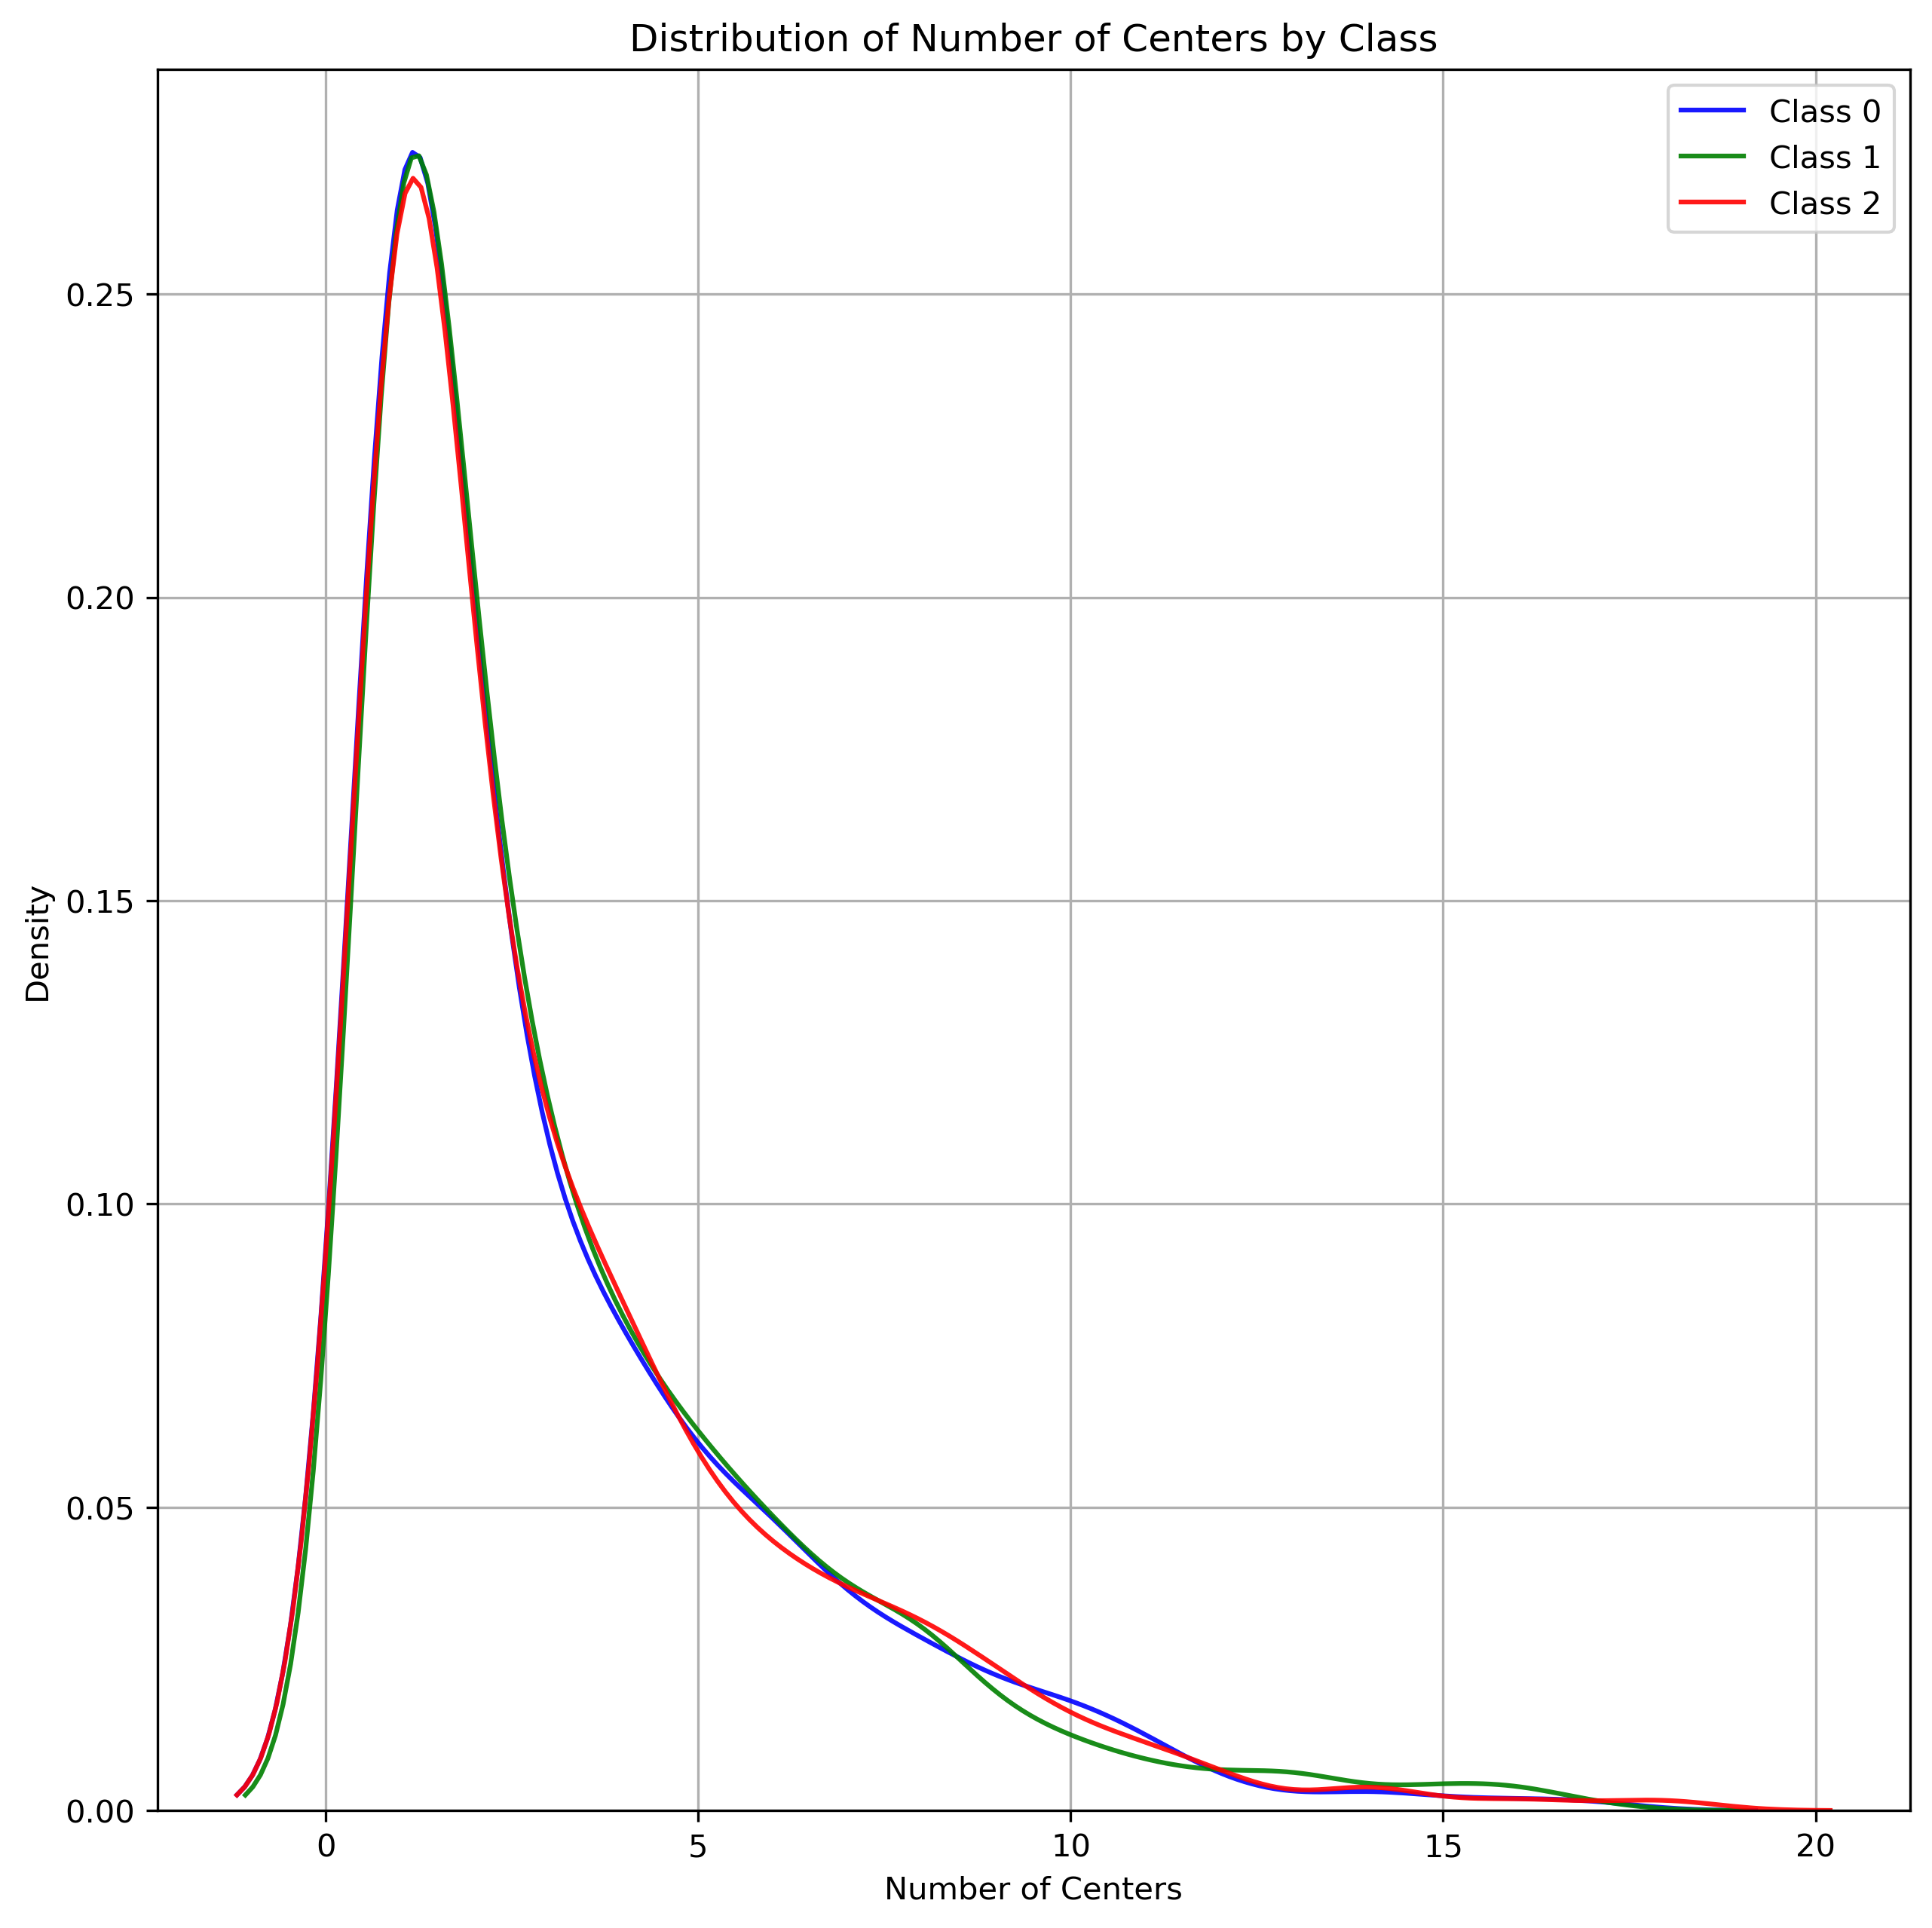 Distribution of Number of Centers by Class
Class 0
Class 1
Class 2
0.25
0.20
0.15
0.10
0.05
0.00
Density
0 5 10 15 20
Number of Centers